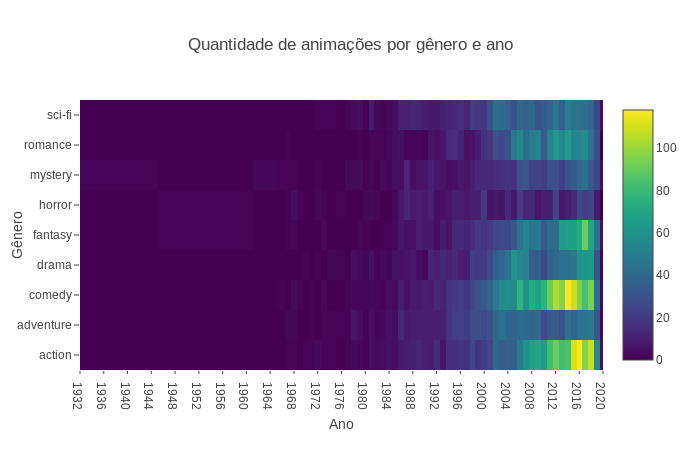 Quantidade de animações por gênero e ano
Gênero
sci-fi
romance
mystery
horror
fantasy
drama
comedy
adventure
action
1932
1936
1940
1944
1948
1952
1956
1960
1964
1968
1972
1976
1980
1984
1988
1992
1996
2000
2004
2008
2012
2016
2020
Ano
100
80
60
40
20
0